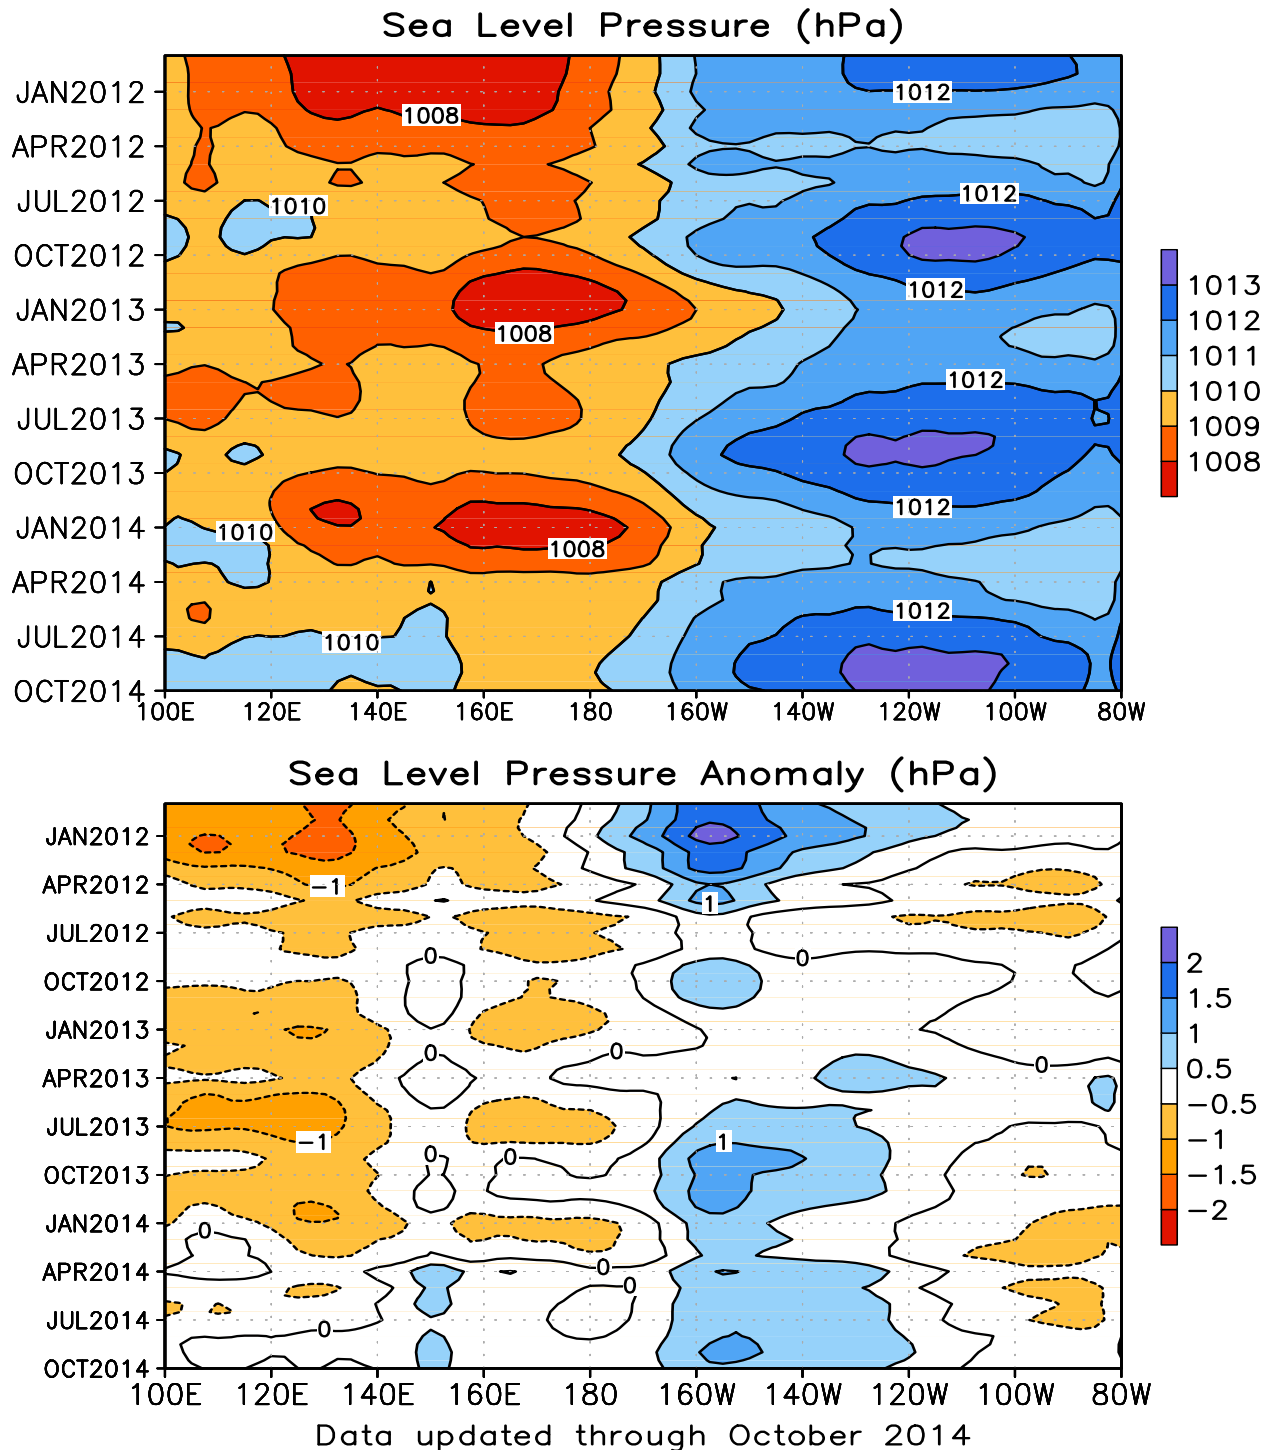 Sea Level Pressure (hPa)
JAN2012
APR2012
JUL2012
OCT2012
JAN2013
APR2013
JUL2013
OCT2013
JAN2014
APR2014
JUL2014
OCT2014
1012
1008
1012
1010
1012
1008
1012
1012
1010
1008
1012
1010
1013
1012
1011
1010
1009
1008
100E 120E 140E 160E 180 160W 140W 120W 100W 80W
Sea Level Pressure Anomaly (hPa)
JAN2012
APR2012
JUL2012
OCT2012
JAN2013
APR2013
JUL2013
OCT2013
JAN2014
APR2014
JUL2014
OCT2014
-1
1
0
0
0
0
0
-1
1
0
0
0
0
0
0
2
1.5
1
0.5
-0.5
-1
-1.5
-2
100E 120E 140E 160E 180 160W 140W 120W 100W 80W
Data updated through October 2014